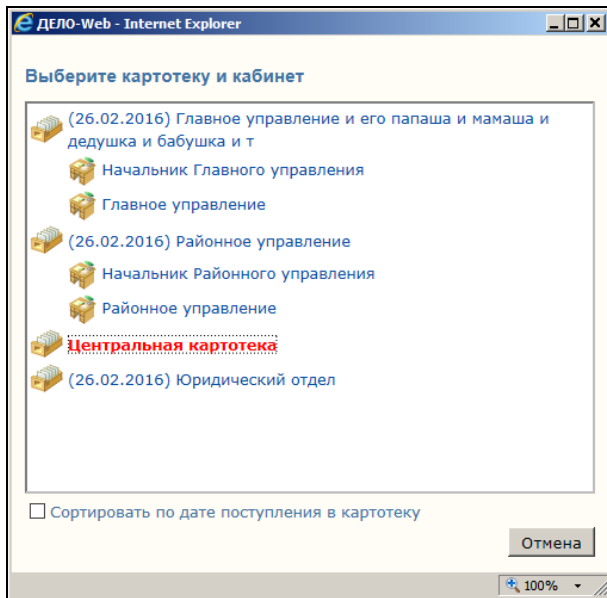 ДЕЛО-Web - Internet Explorer
Выберите картотеку и кабинет
(26.02.2016) Главное управление и его папаша и мамаша и
дедушка и бабушка и т
Начальник Главного управления
Главное управление
(26.02.2016) Районное управление
Начальник Районного управления
Районное управление
Центральная картотека
(26.02.2016) Юридический отдел
Сортировать по дате поступления в картотеку
Отмена
100%